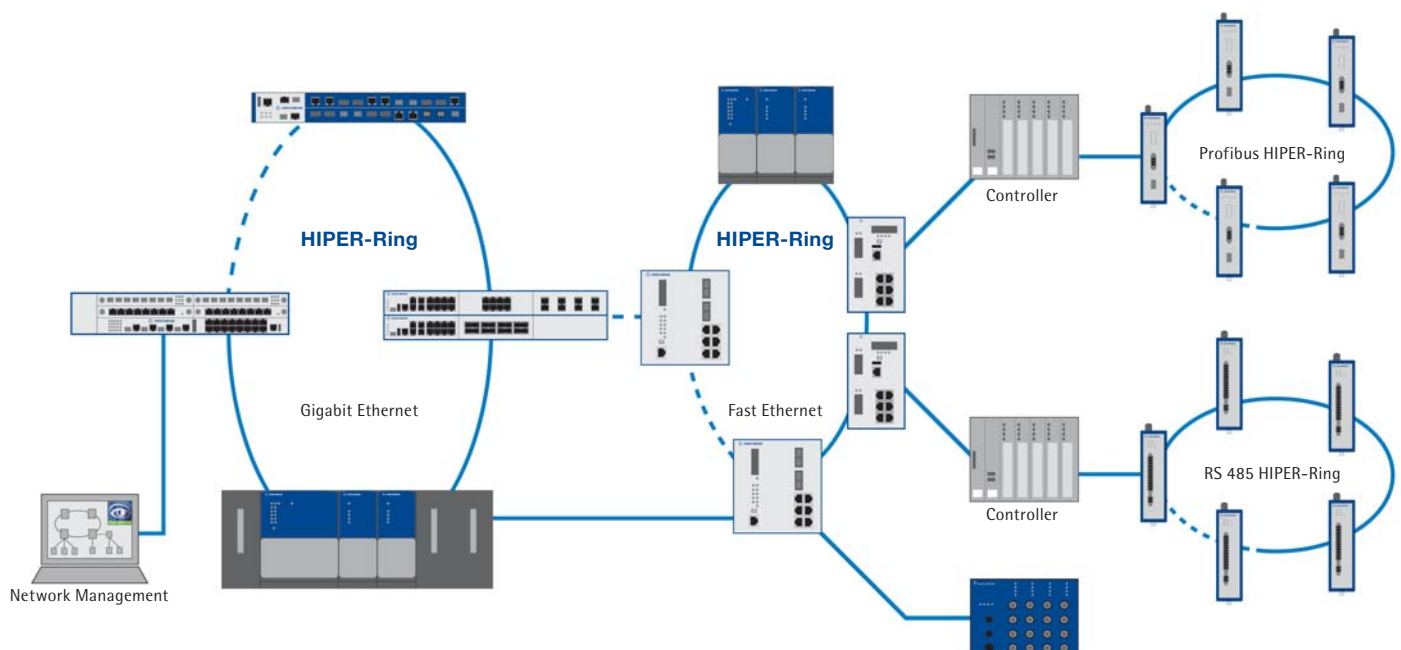 Controller
Profibus HIPER-Ring
HIPER-Ring
HIPER-Ring
Gigabit Ethernet
Fast Ethernet
Controller
RS 485 HIPER-Ring
Network Management